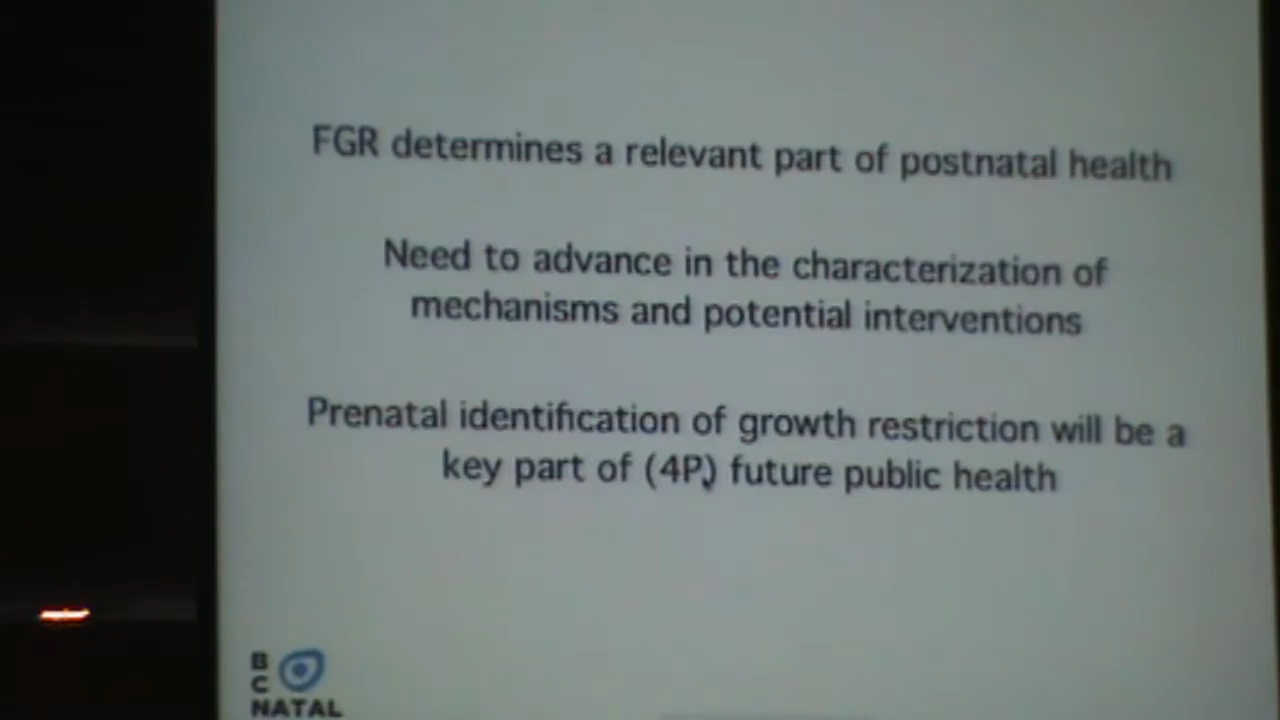 FGR determines a relevant part of postnatal health
Need to advance in the characterization of
mechanisms and potential interventions
Prenatal identification of growth restriction will be a
key part of (4P) future public health
B
C
NATAL